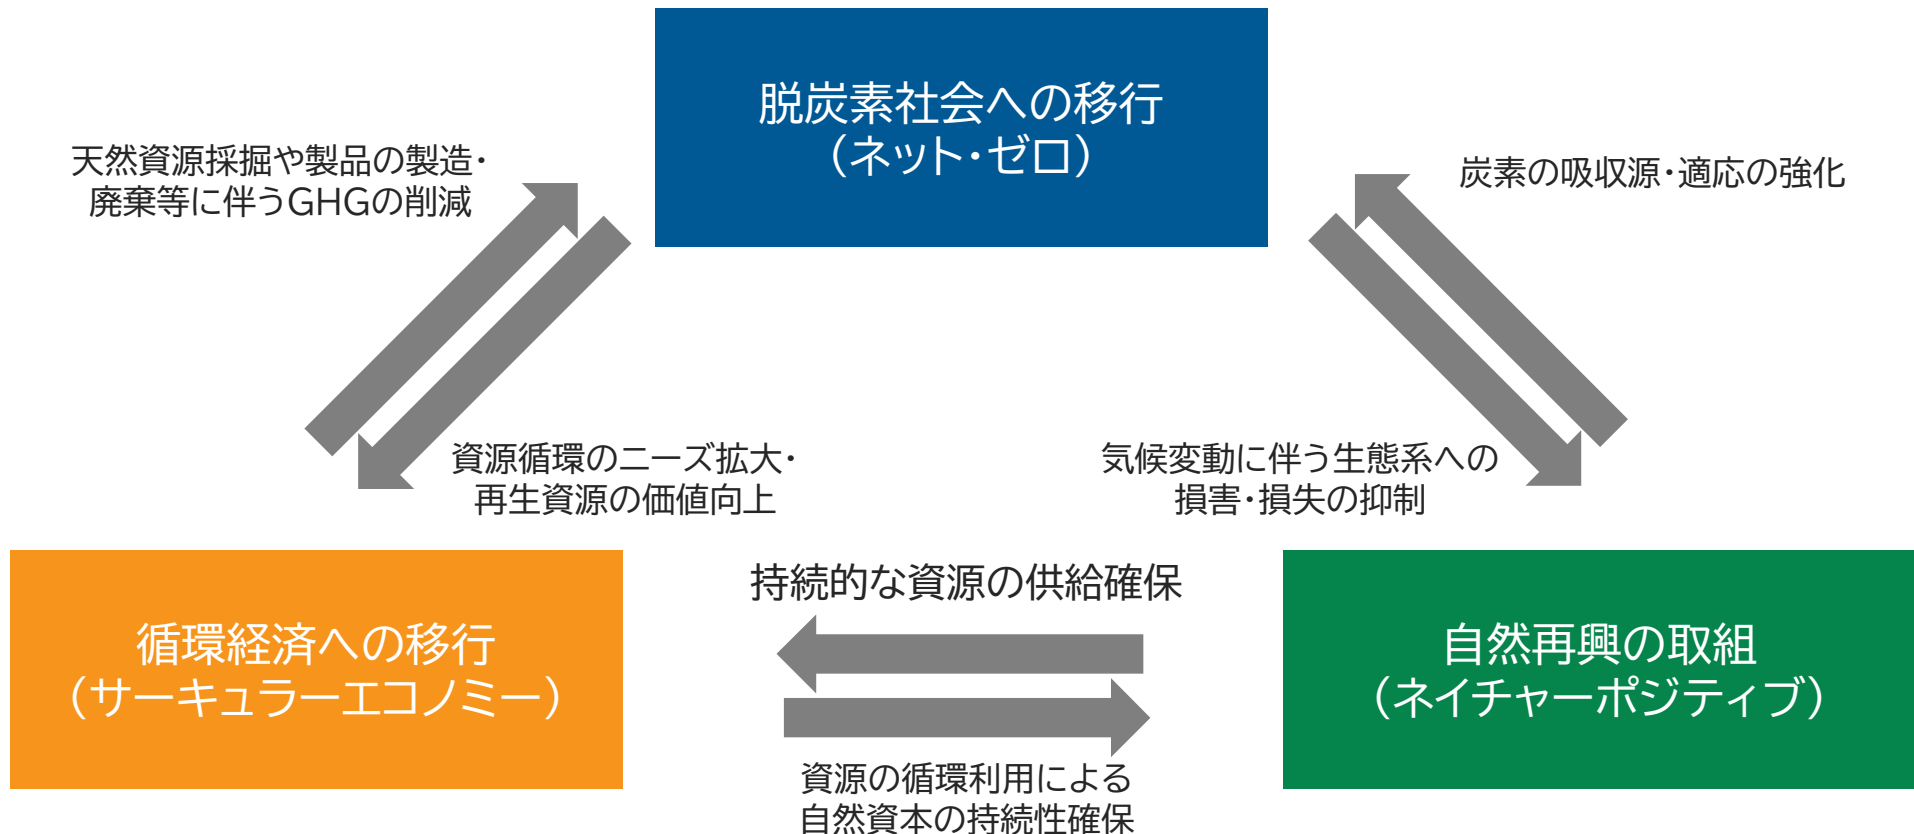 脱炭素社会への移行
（ネット・ゼロ）
天然資源採掘や製品の製造・
廃棄等に伴うGHGの削減
炭素の吸収源・適応の強化
資源循環のニーズ拡大・
再生資源の価値向上
気候変動に伴う生態系への
損害・損失の抑制
持続的な資源の供給確保
循環経済への移行
（サーキュラーエコノミー）
自然再興の取組
（ネイチャーポジティブ）
資源の循環利用による
自然資本の持続性確保